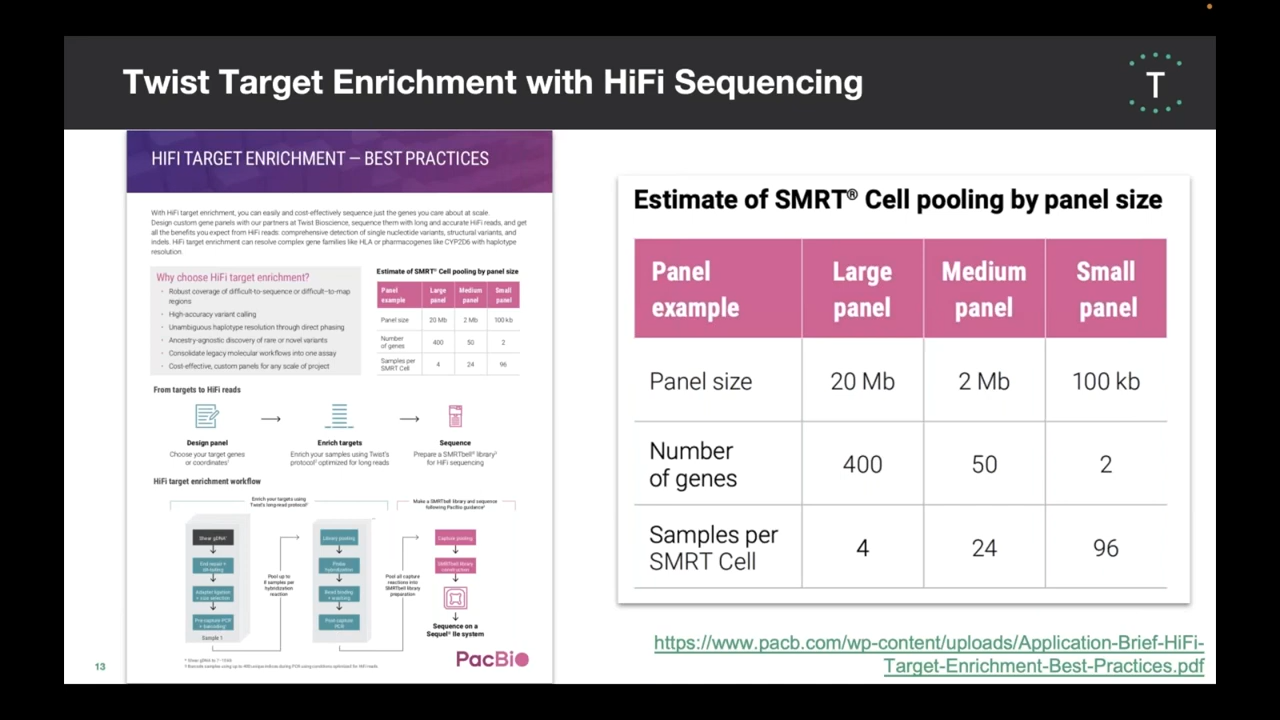 Twist Target Enrichment with HiFi Sequencing
T
HIFI TARGET ENRICHMENT – BEST PRACTICES
With HiFi target enrichment, you can easily and cost-effectively sequence just the genes you care about at scale.
Design custom gene panels with our partners at Twist Bioscience, sequence them with long and accurate HiFi reads, and get
all the benefits you expect from HiFi reads: comprehensive detection of single nucleotide variants, structural variants, and
indels. HiFi target enrichment can resolve complex gene families like HLA or pharmacogenes like CYP2D6 with haplotype
resolution.
Why choose HiFi target enrichment?
· Robust coverage of difficult-to-sequence or difficult-to-map
regions
· High-accuracy variant calling
· Unambiguous haplotype resolution through direct phasing
· Ancestry-agnostic discovery of rare or novel variants
· Consolidate legacy molecular workflows into one assay
· Cost-effective, custom panels for any scale of project
Estimate of SMRT® Cell pooling by panel size
Panel example Large panel Medium panel Small panel
Panel size 20 Mb 2 Mb 100 kb
Number of genes 400 50 2
Samples per SMRT Cell 4 24 96
From targets to HiFi reads
Design panel
Choose your target genes
or coordinates¹
Enrich targets
Enrich your samples using Twist's
protocol² optimized for long reads
Sequence
Prepare a SMRTbell® library³
for HiFi sequencing
HiFi target enrichment workflow
Enrich your targets using
Twist's long read protocol²
Make a SMRTbell library and sequence
following PacBio guidance³
Shear gDNA
End repair +
dA-tailing
Adapter ligation
+ size selection
Pre-capture PCR
+ barcoding
Sample 1
Pool up to
8 samples per
hybridization
reaction
Library pooling
Probe
hybridization
Bead binding
+ washing
Post-capture
PCR
Pool all capture
reactions into
SMRTbell library
preparation
Capture pooling
SMRTbell library
construction
Sequence on a
Sequel® IIe system
PacBio
Estimate of SMRT® Cell pooling by panel size
Panel example Large panel Medium panel Small panel
Panel size 20 Mb 2 Mb 100 kb
Number of genes 400 50 2
Samples per SMRT Cell 4 24 96
https://www.pacb.com/wp-content/uploads/Application-Brief-HiFi-
Target-Enrichment-Best-Practices.pdf
13